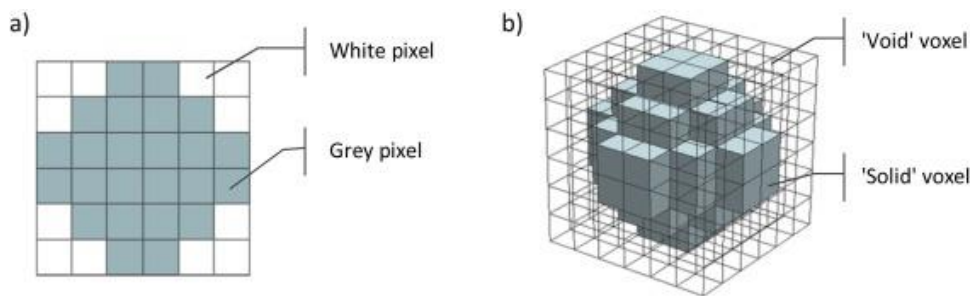 a)
White pixel
Grey pixel
b)
'Void' voxel
'Solid' voxel